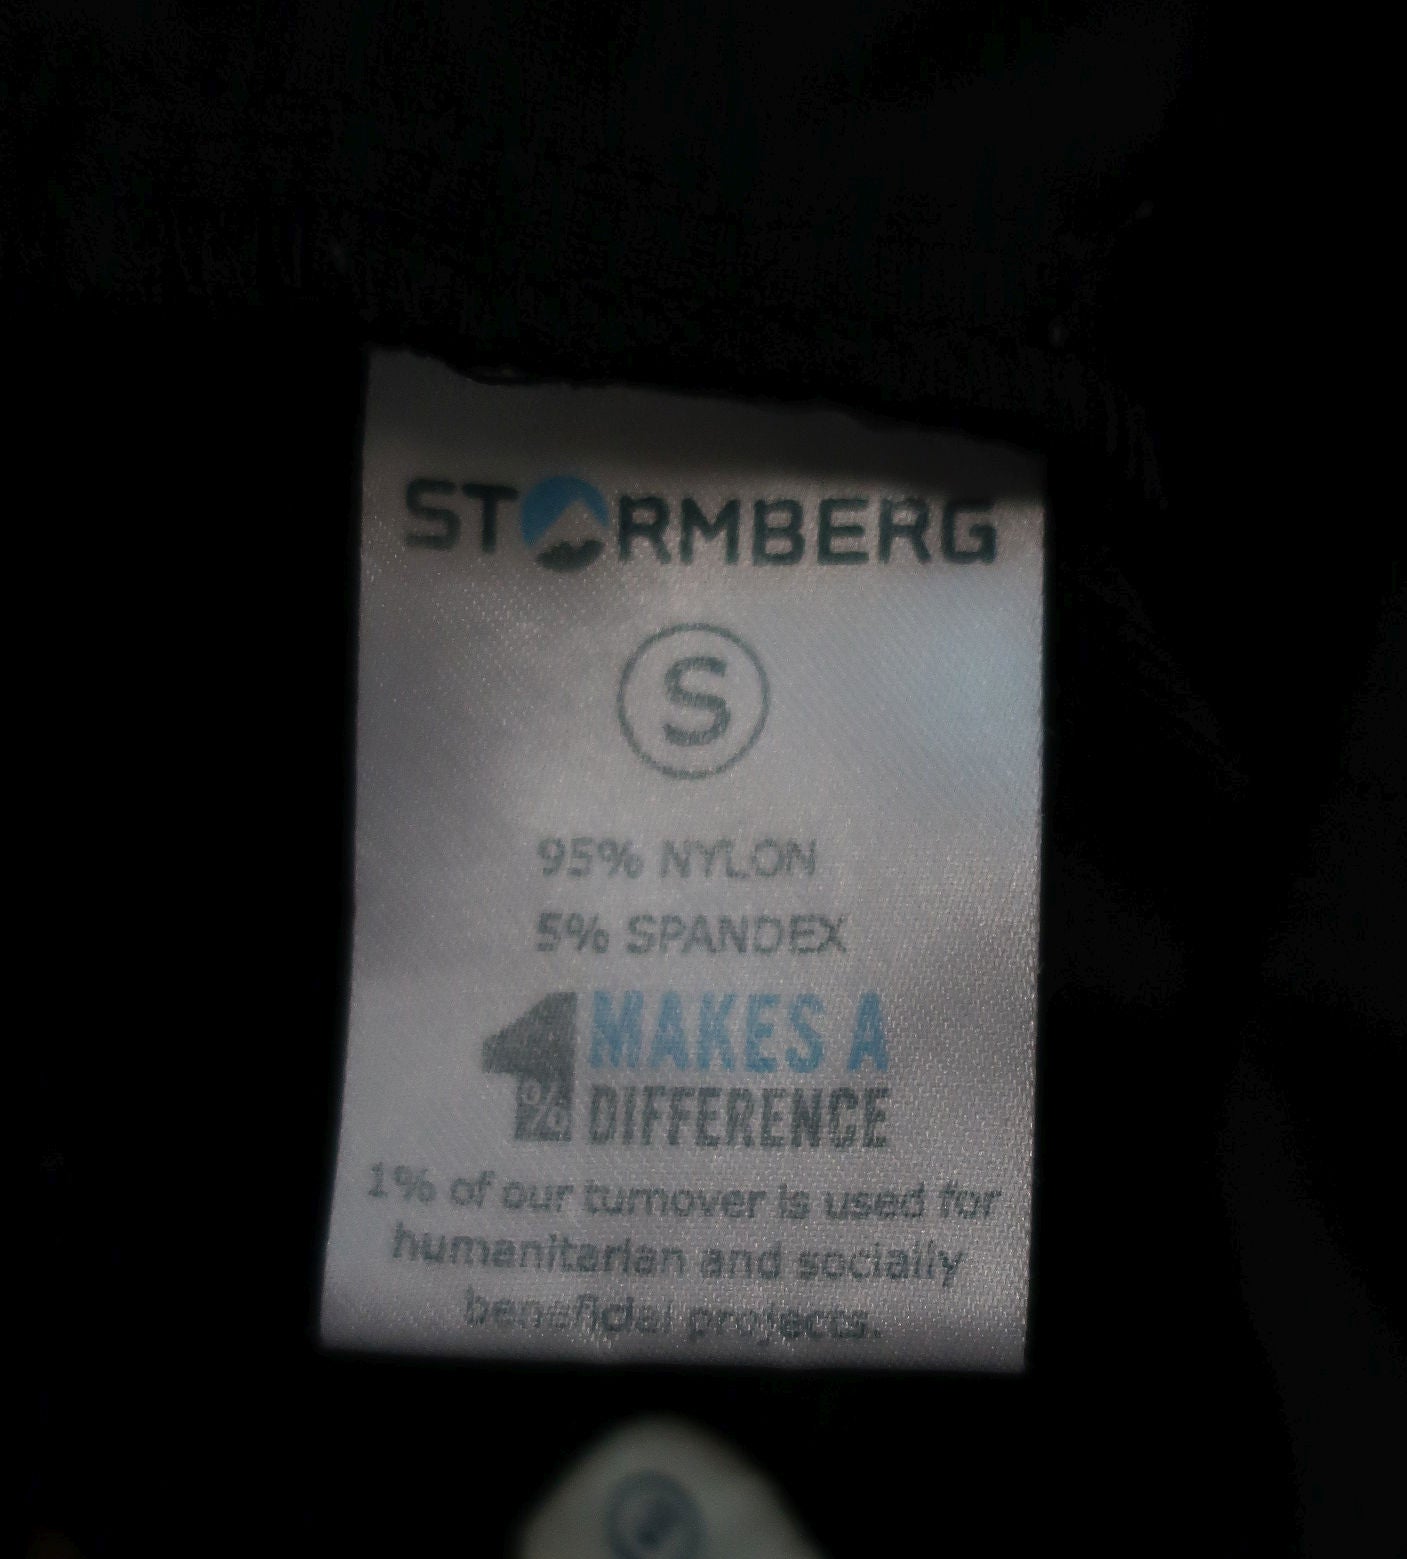 STORMBERG
S
95% NYLON
5% SPANDEX
1% MAKES A
DIFFERENCE
1% of our turnover is used for
humanitarian and socially
beneficial projects.